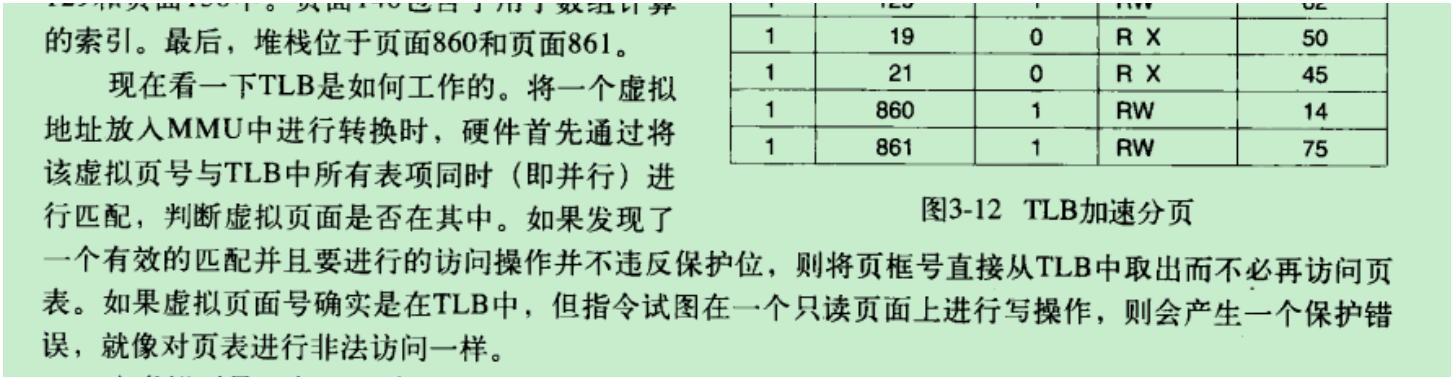 的索引。最后，堆栈位于页面860和页面861。
现在看一下TLB是如何工作的。将一个虚拟
地址放入MMU中进行转换时，硬件首先通过将
该虚拟页号与TLB中所有表项同时（即并行）进
行匹配，判断虚拟页面是否在其中。如果发现了
1 19 0 R X 50
1 21 0 R X 45
1 860 1 RW 14
1 861 1 RW 75
图3-12 TLB加速分页
一个有效的匹配并且要进行的访问操作并不违反保护位，则将页框号直接从TLB中取出而不必再访问页
表。如果虚拟页面号确实是在TLB中，但指令试图在一个只读页面上进行写操作，则会产生一个保护错
误，就像对页表进行非法访问一样。